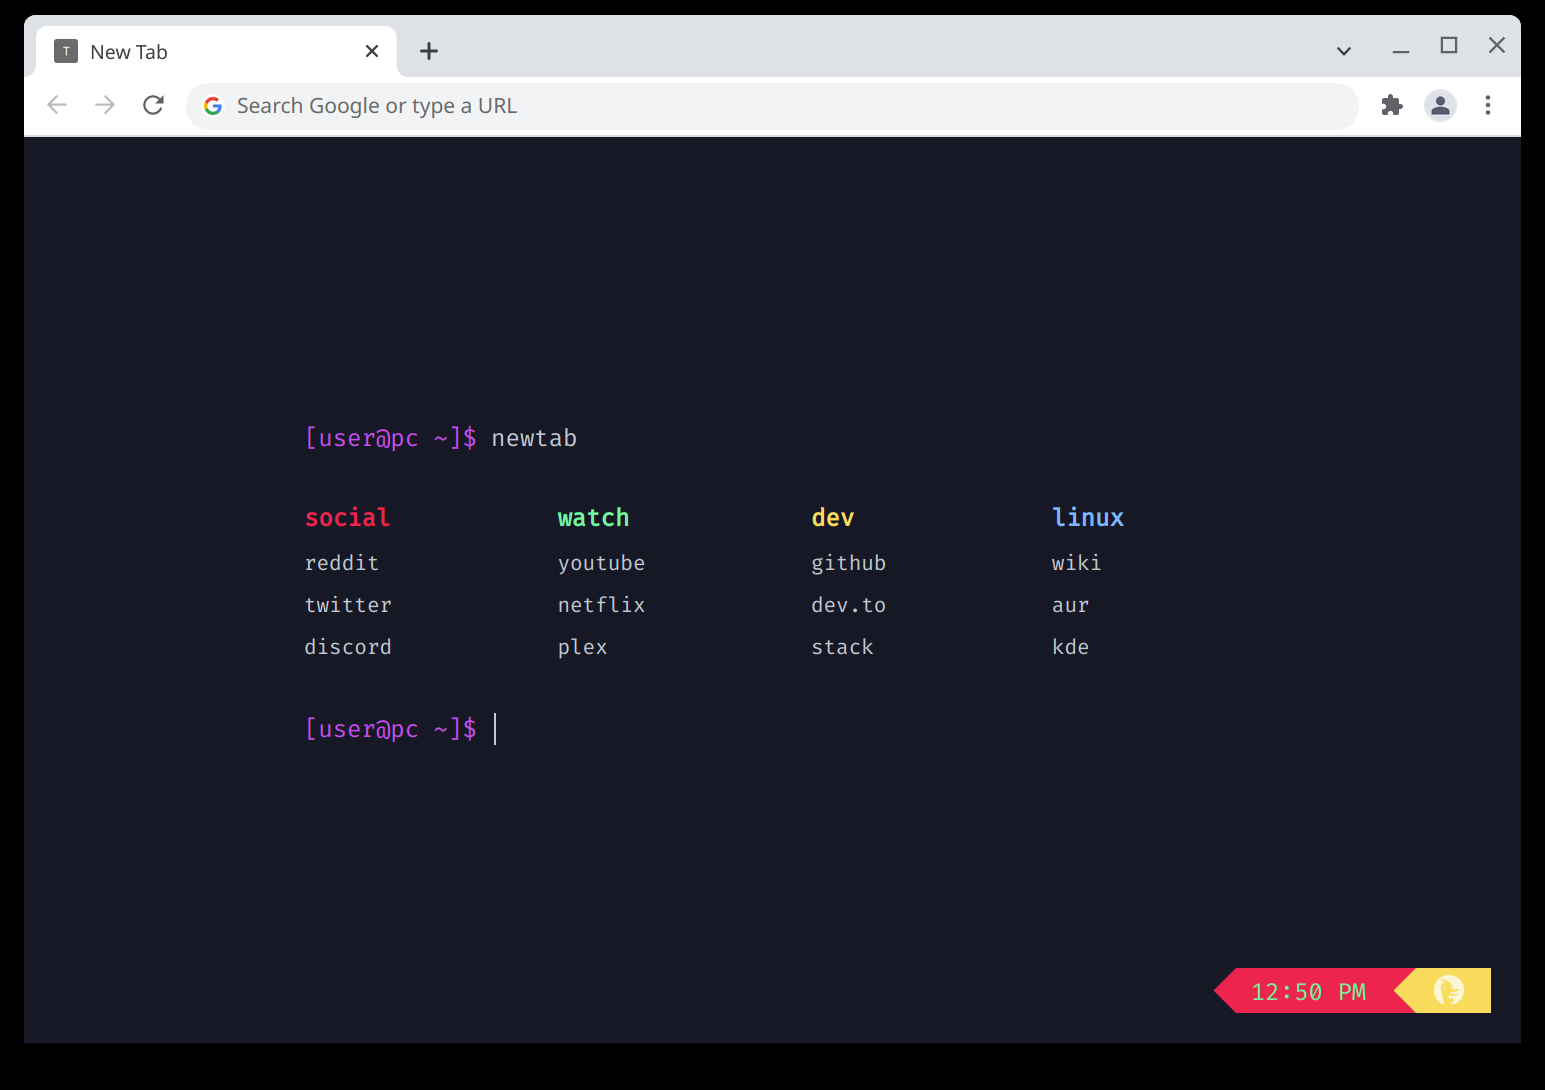 T New Tab
Search Google or type a URL
[user@pc ~]$ newtab
social watch dev linux
reddit youtube github wiki
twitter netflix dev.to aur
discord plex stack kde
[user@pc ~]$
12:50 PM